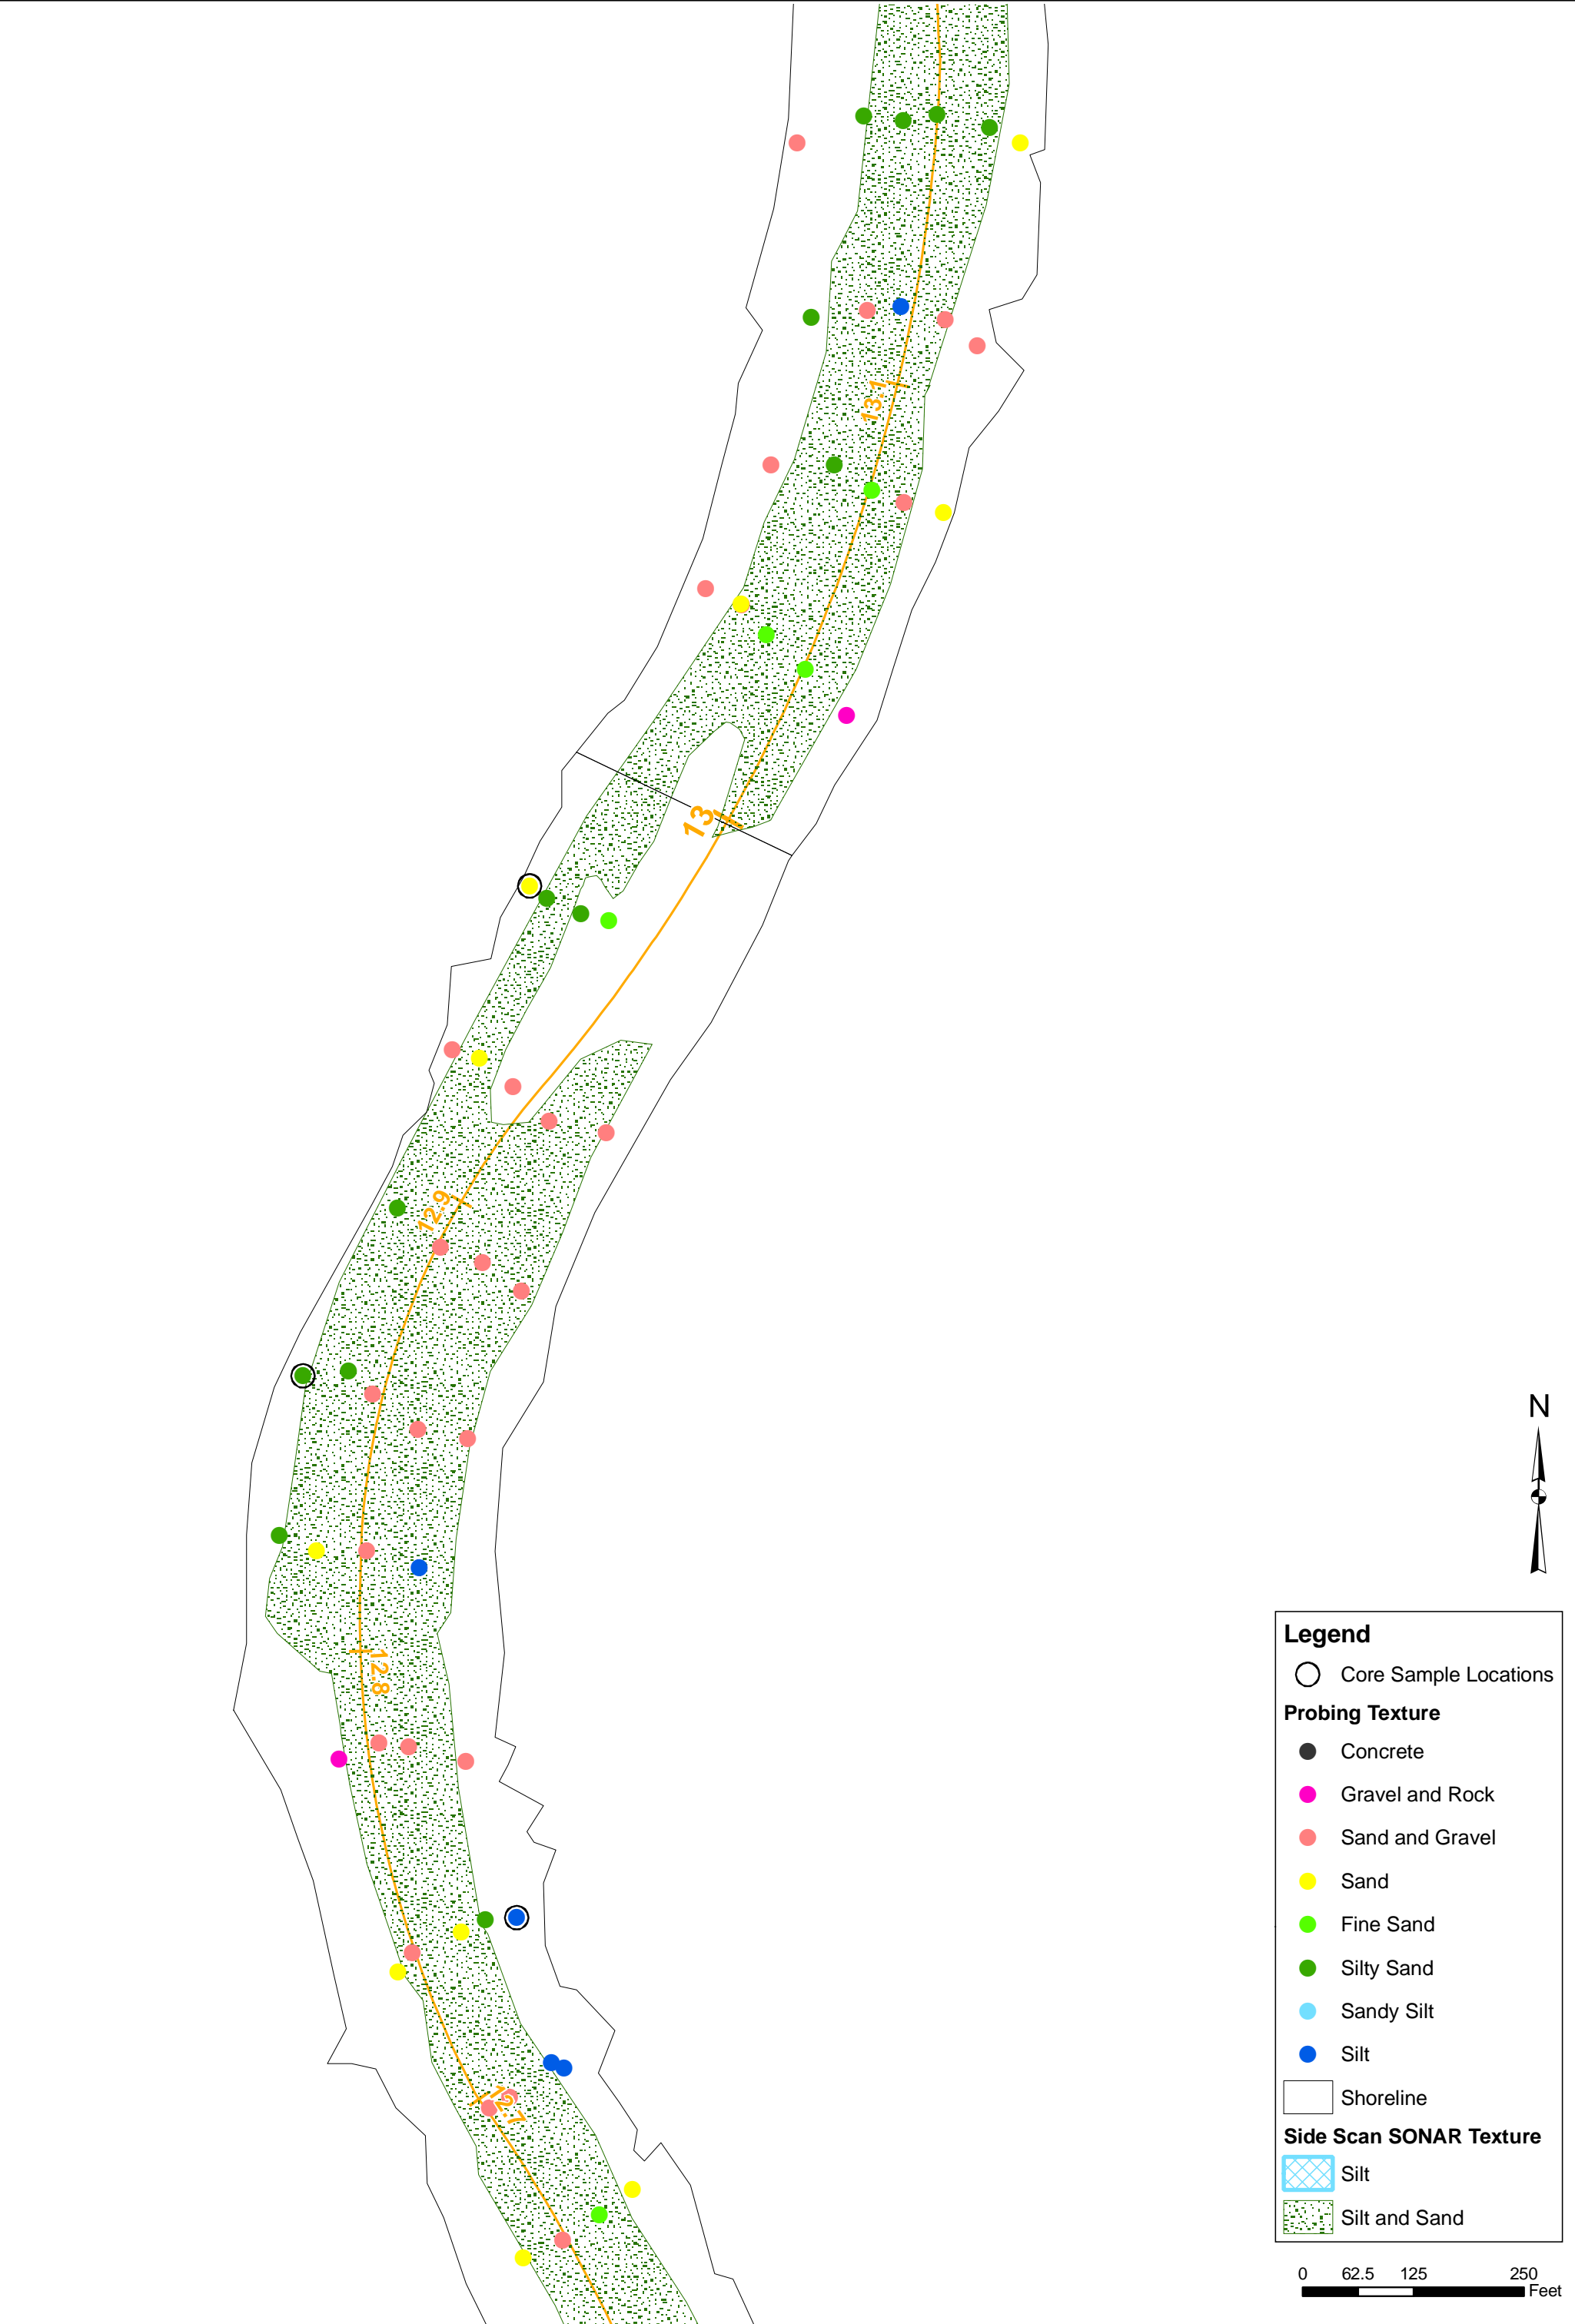 13.1
13
12.9
N
Legend
Core Sample Locations
Probing Texture
12.8
Concrete
Gravel and Rock
Sand and Gravel
Sand
Fine Sand
Silty Sand
Sandy Silt
Silt
Shoreline
12.7
Side Scan SONAR Texture
Silt
Silt and Sand
0 62.5 125 250
Feet